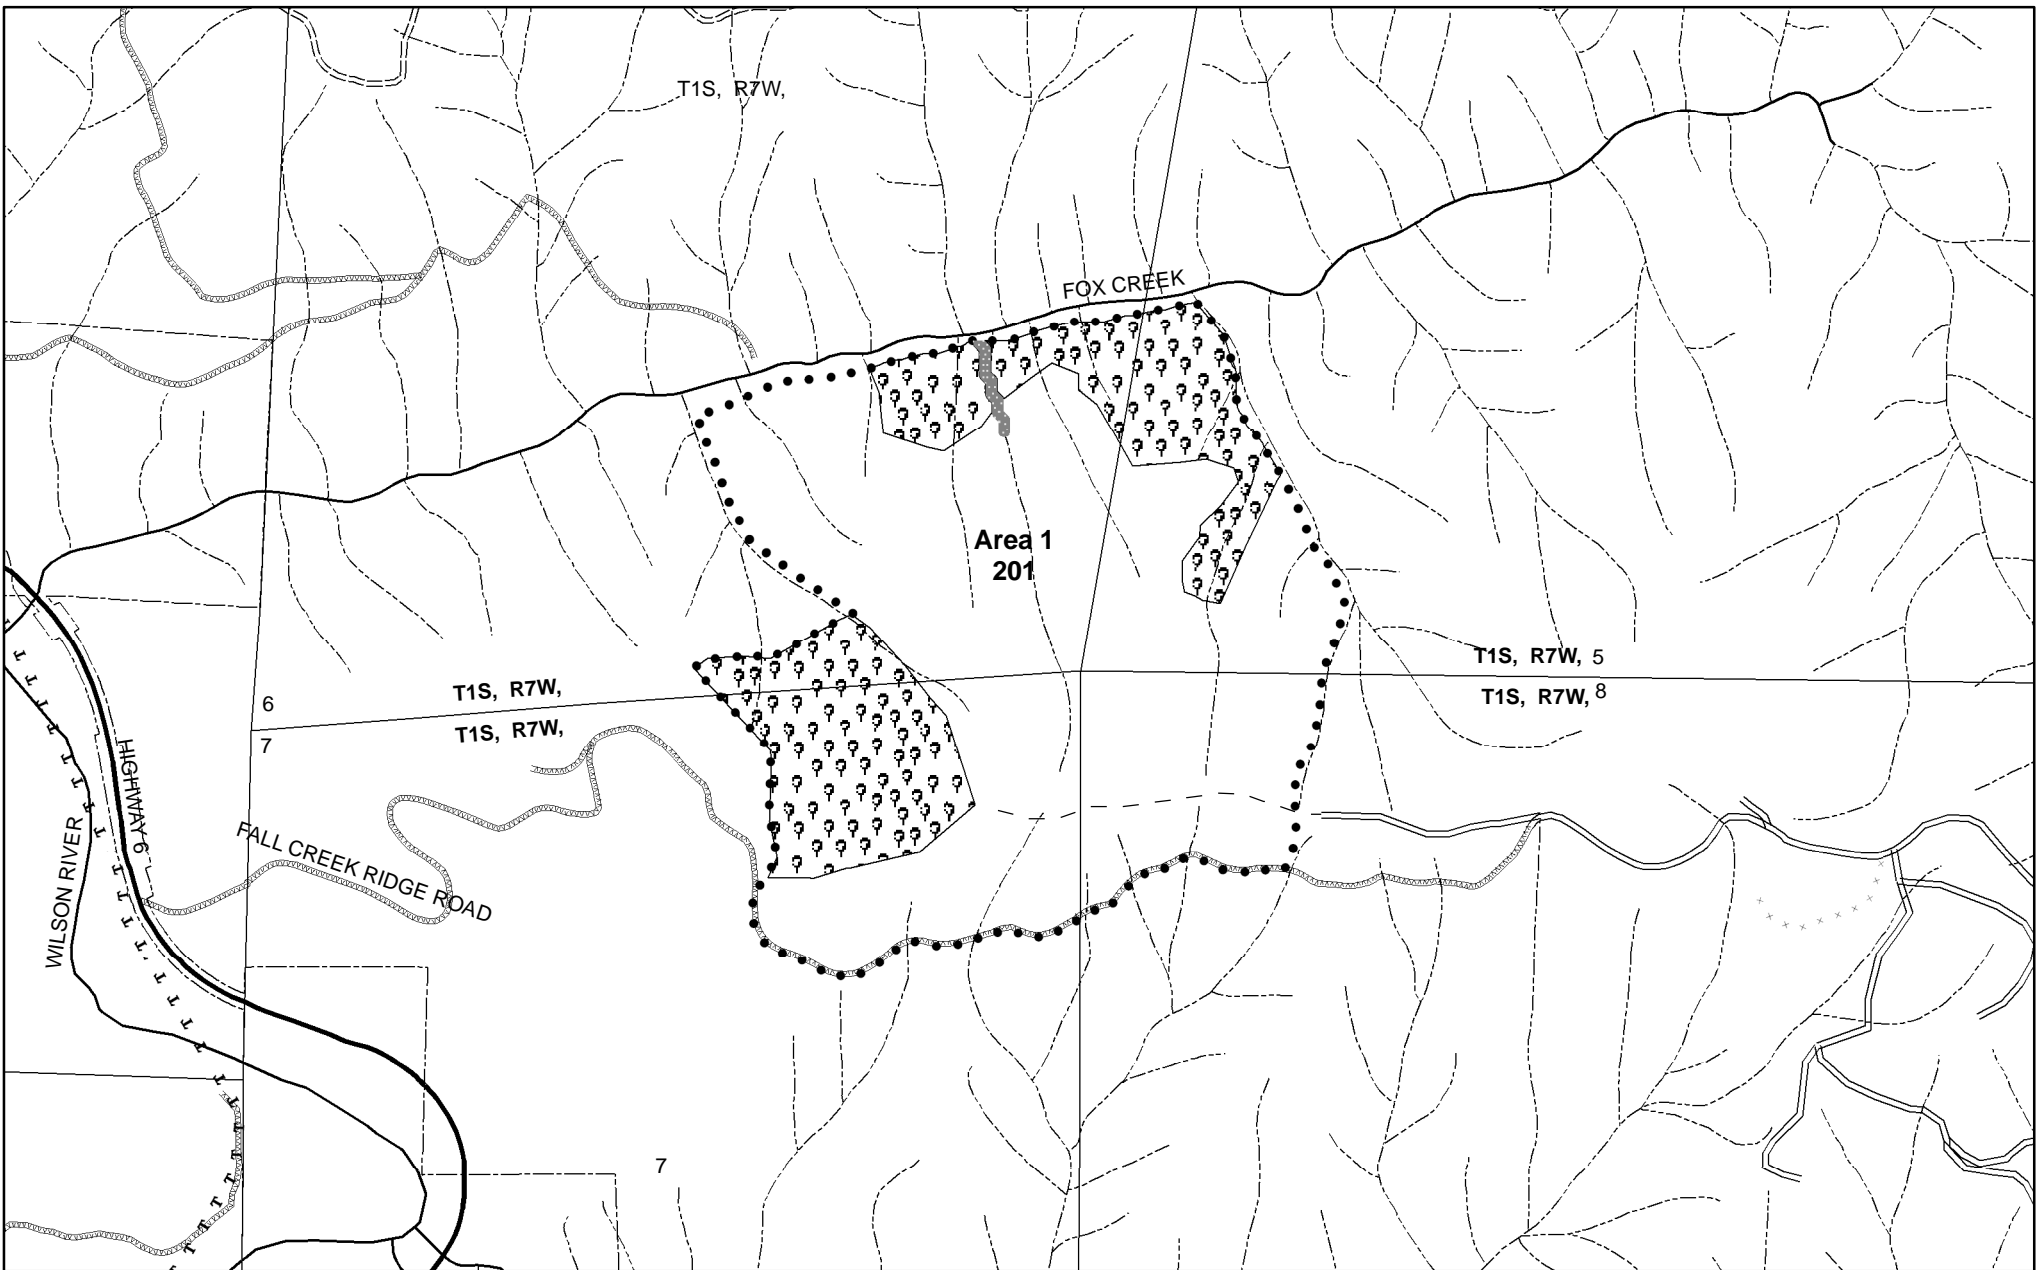 T1S, R7W,
FOX CREEK
Area 1
201
T1S, R7W, 5
T1S, R7W, 8
6
T1S, R7W,
7
T1S, R7W,
HIGHWAY 6
WILSON RIVER
FALL CREEK RIDGE ROAD
7